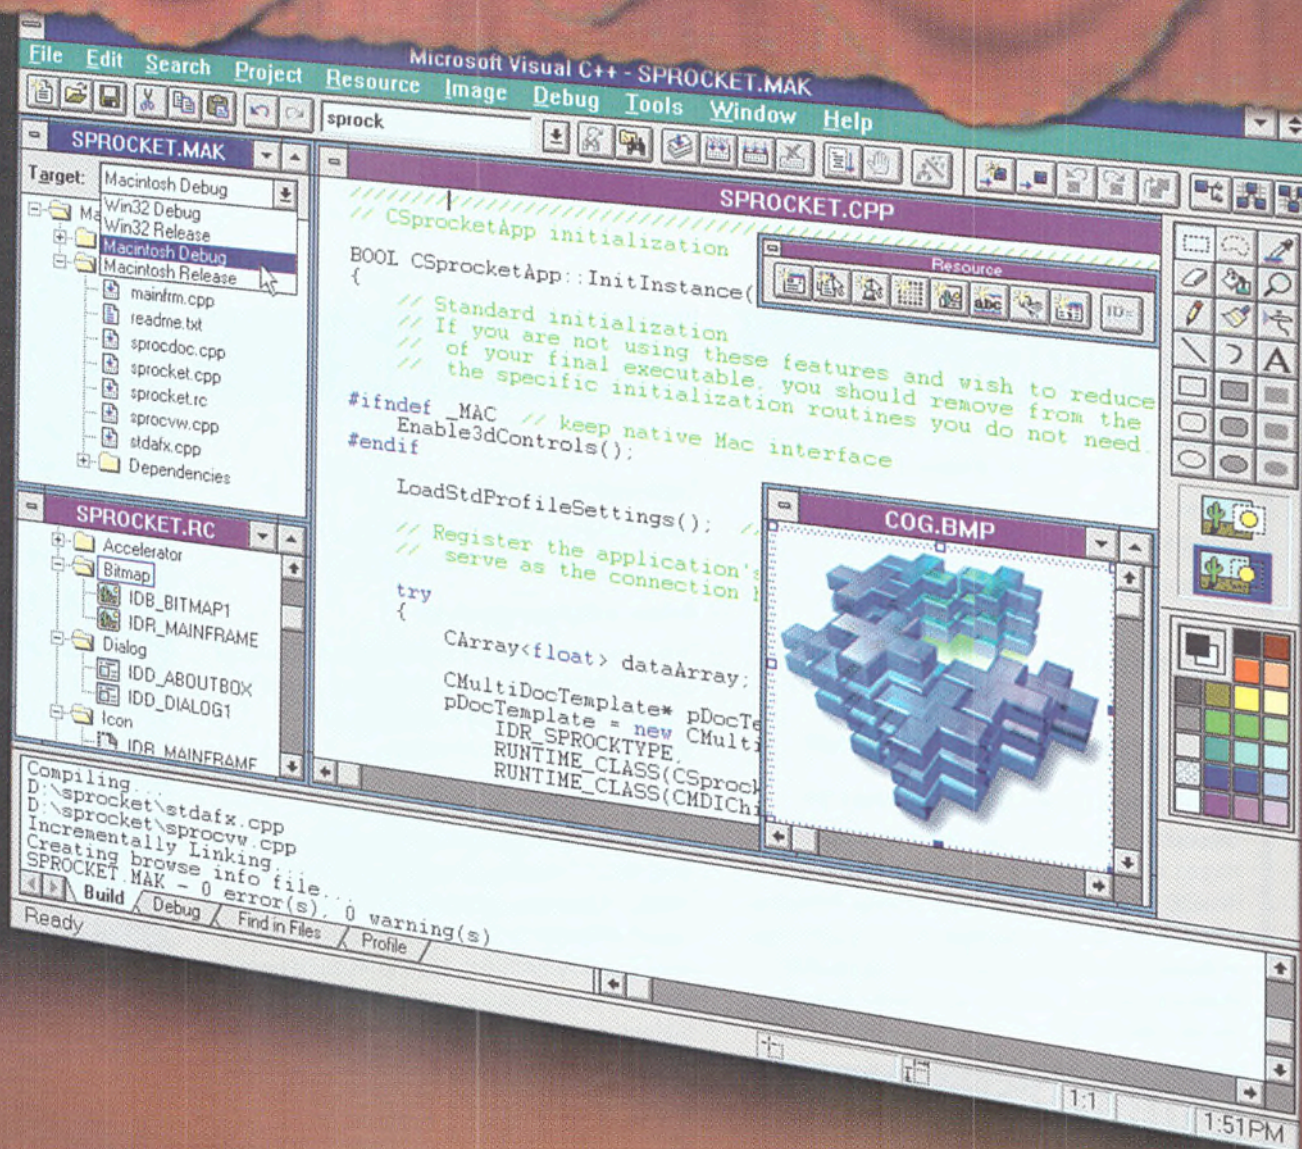 Microsoft Visual C++ - SPROCKET.MAK
File Edit Search Project Resource Image Debug Tools Window Help
sprock
SPROCKET.MAK
Target: Macintosh Debug
Win32 Debug
Win32 Release
Macintosh Debug
Macintosh Release
Ma
mainfrm.cpp
readme.txt
sprocdoc.cpp
sprocket.cpp
sprocket.rc
sprocvw.cpp
stdafx.cpp
Dependencies
SPROCKET.RC
Accelerator
Bitmap
IDB_BITMAP1
IDR_MAINFRAME
Dialog
IDD_ABOUTBOX
IDD_DIALOG1
Icon
IDR_MAINFRAME
SPROCKET.CPP
////////////////////////////////////////////////////////////
// CSprocketApp initialization
BOOL CSprocketApp::InitInstance(
{
// Standard initialization
// If you are not using these features and wish to reduce
// of your final executable, you should remove from the
// the specific initialization routines you do not need.
#ifndef _MAC // keep native Mac interface
Enable3dControls();
#endif
LoadStdProfileSettings(); //
// Register the application's
// serve as the connection
try
{
CArray<float> dataArray;
CMultiDocTemplate* pDocTe
pDocTemplate = new CMulti
IDR_SPROCKTYPE,
RUNTIME_CLASS(CSprock
RUNTIME_CLASS(CMDIChi
Resource
abc
ID=
A
COG.BMP
Compiling...
D:\sprocket\stdafx.cpp
D:\sprocket\sprocvw.cpp
Incrementally Linking...
Creating browse info file...
SPROCKET.MAK - 0 error(s), 0 warning(s)
Build Debug Find in Files Profile
Ready
1:1
1:51PM